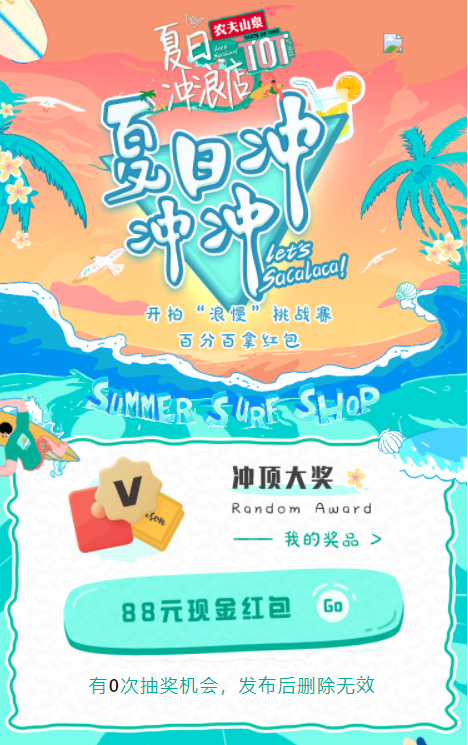 夏日
冲浪店
农夫山泉
TASTE OF TIME
Let's
Sacalaca!
101
夏日冲
冲冲
Let's
Sacalaca!
开拍“浪慢”挑战赛
百分百拿红包
SUMMER SURF SHOP
V
冲顶大奖
Random Award
我的奖品 >
88元现金红包 Go
有0次抽奖机会，发布后删除无效